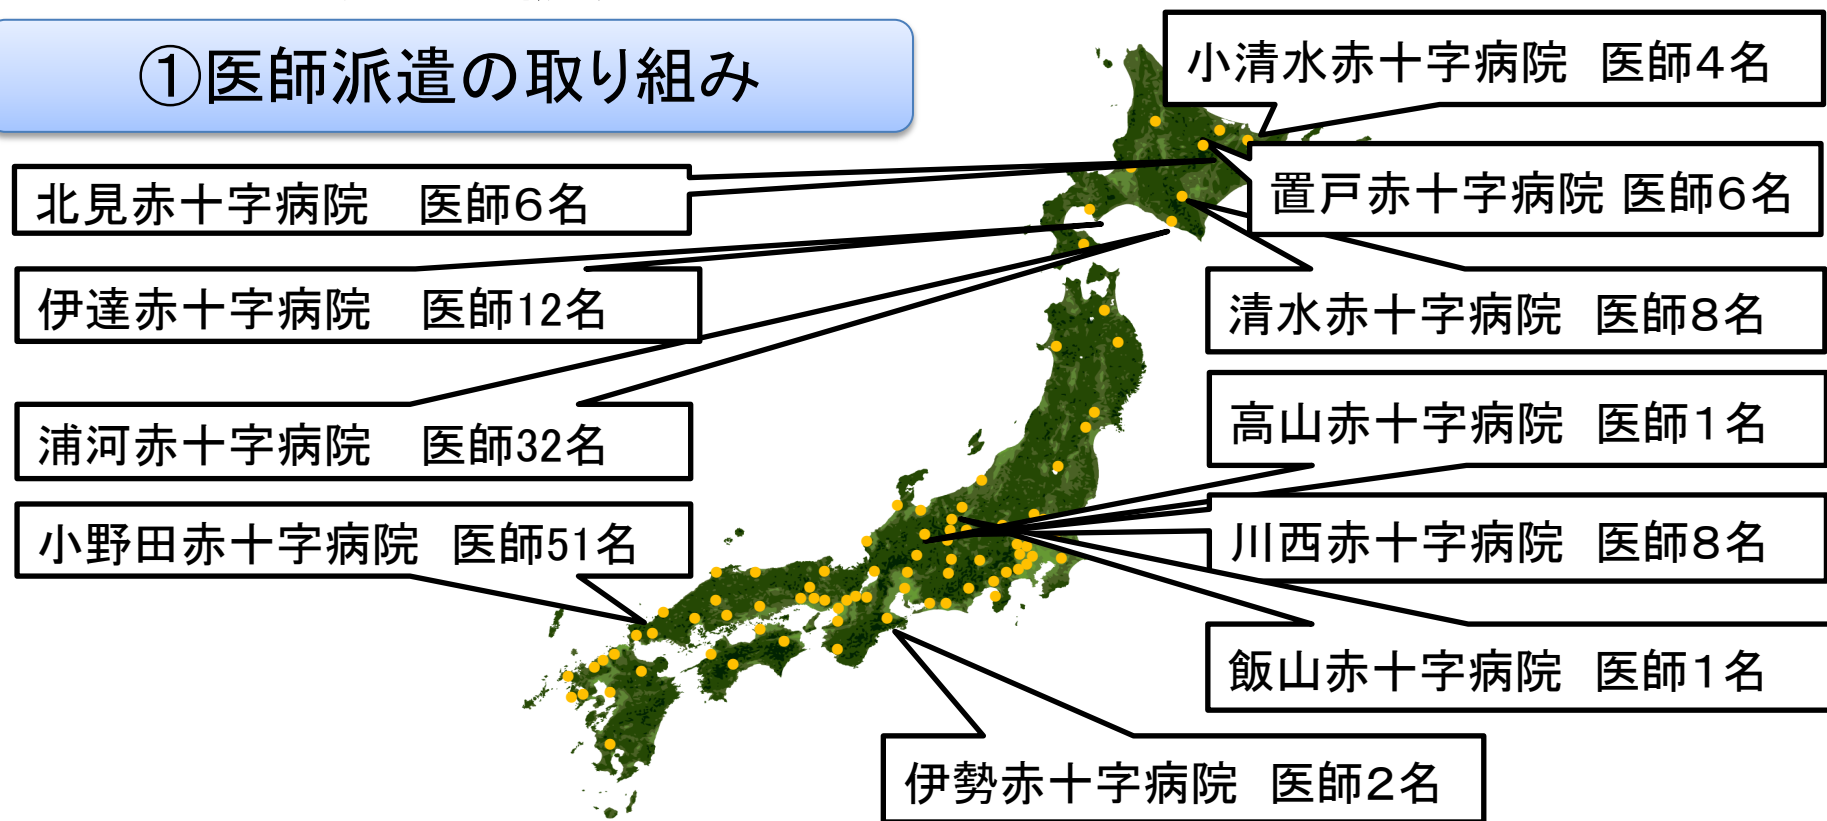 ①医師派遣の取り組み
小清水赤十字病院　医師4名
北見赤十字病院　医師6名
置戸赤十字病院 医師6名
伊達赤十字病院　医師12名
清水赤十字病院　医師8名
浦河赤十字病院　医師32名
高山赤十字病院　医師1名
小野田赤十字病院　医師51名
川西赤十字病院　医師8名
飯山赤十字病院　医師1名
伊勢赤十字病院　医師2名